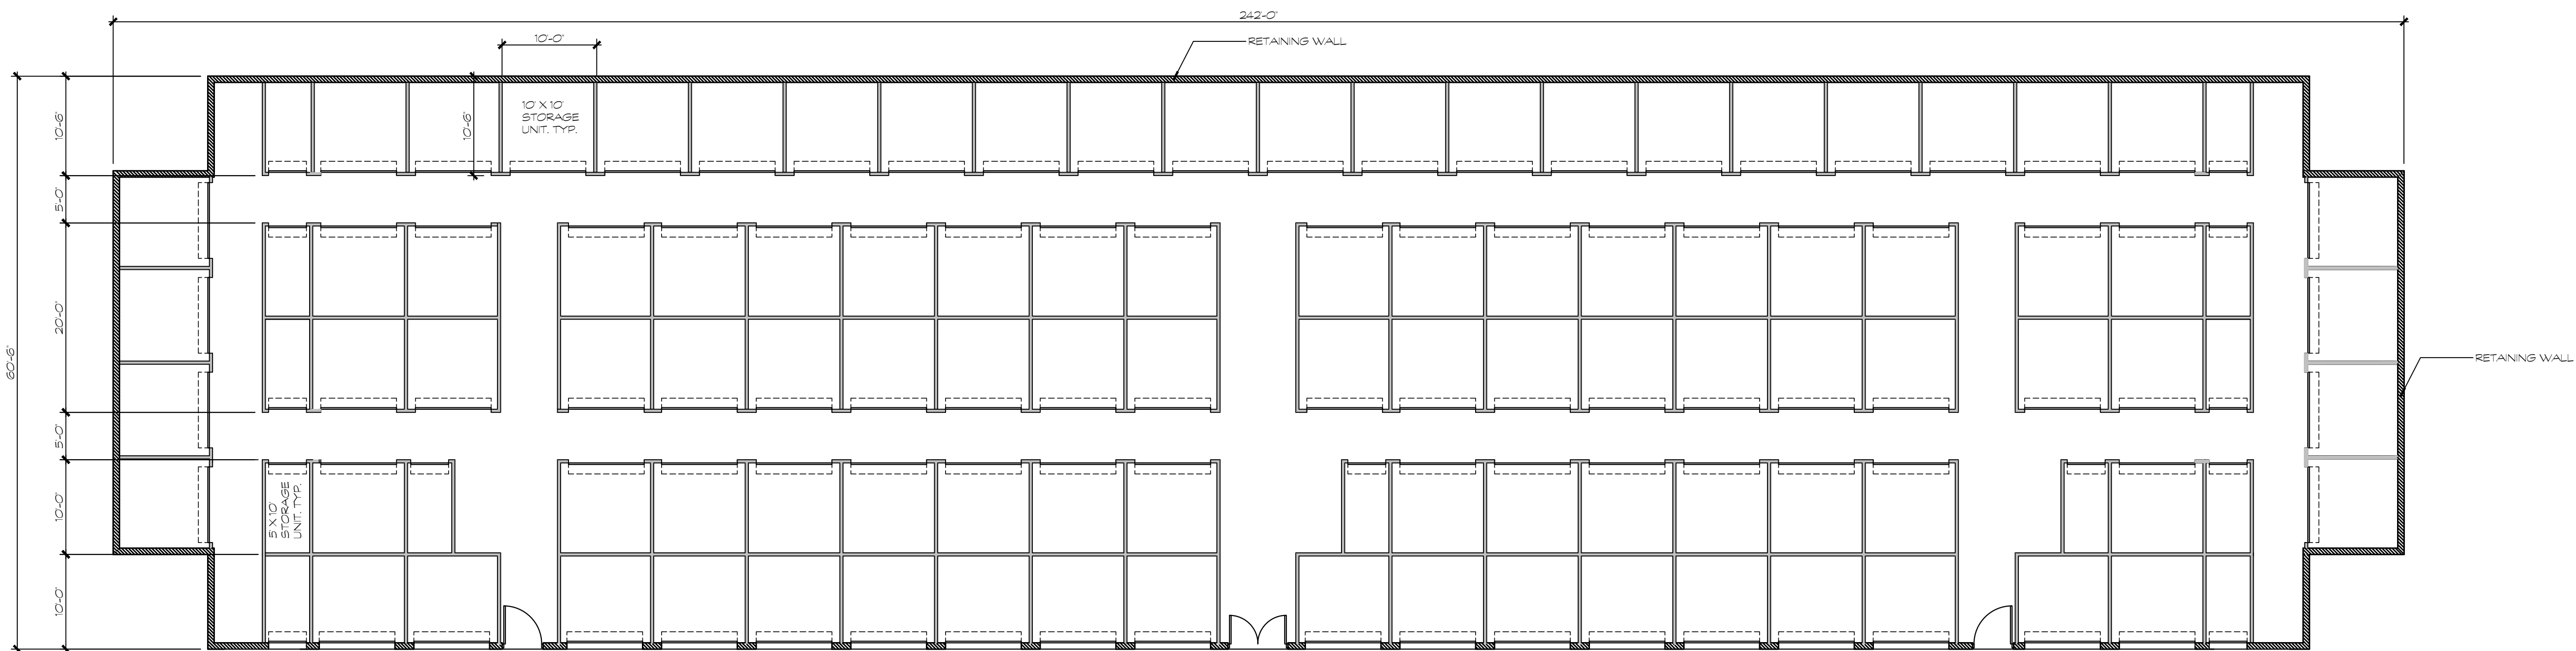 242'-0"
10'-0"
RETAINING WALL
10'-6"
10'-6"
10' X 10'
STORAGE
UNIT. TYP.
5'-0"
20'-0"
60'-6"
RETAINING WALL
5'-0"
10'-0"
5' X 10'
STORAGE
UNIT. TYP.
10'-0"